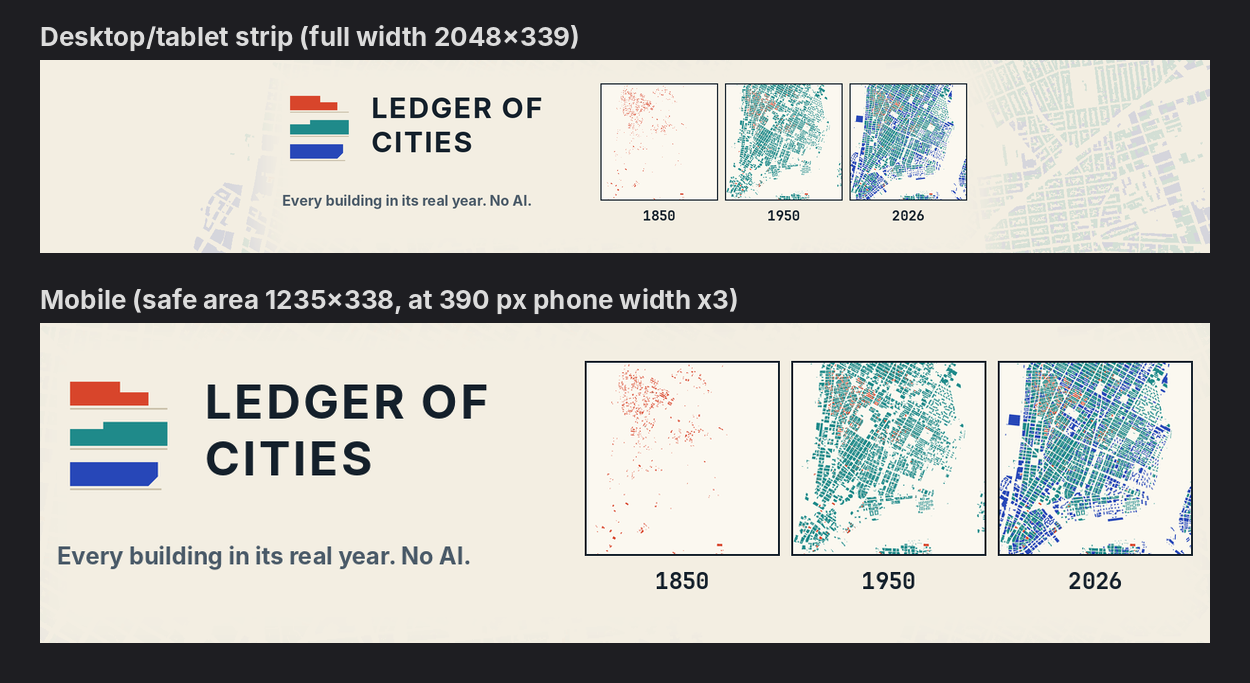 Desktop/tablet strip (full width 2048×339)
LEDGER OF
CITIES
Every building in its real year. No AI.
1850
1950
2026
Mobile (safe area 1235×338, at 390 px phone width x3)
LEDGER OF
CITIES
Every building in its real year. No AI.
1850
1950
2026